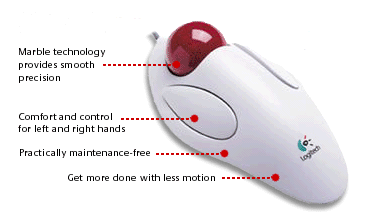 Marble technology
provides smooth
precision
Comfort and control
for left and right hands
Practically maintenance-free
Get more done with less motion
Logitech